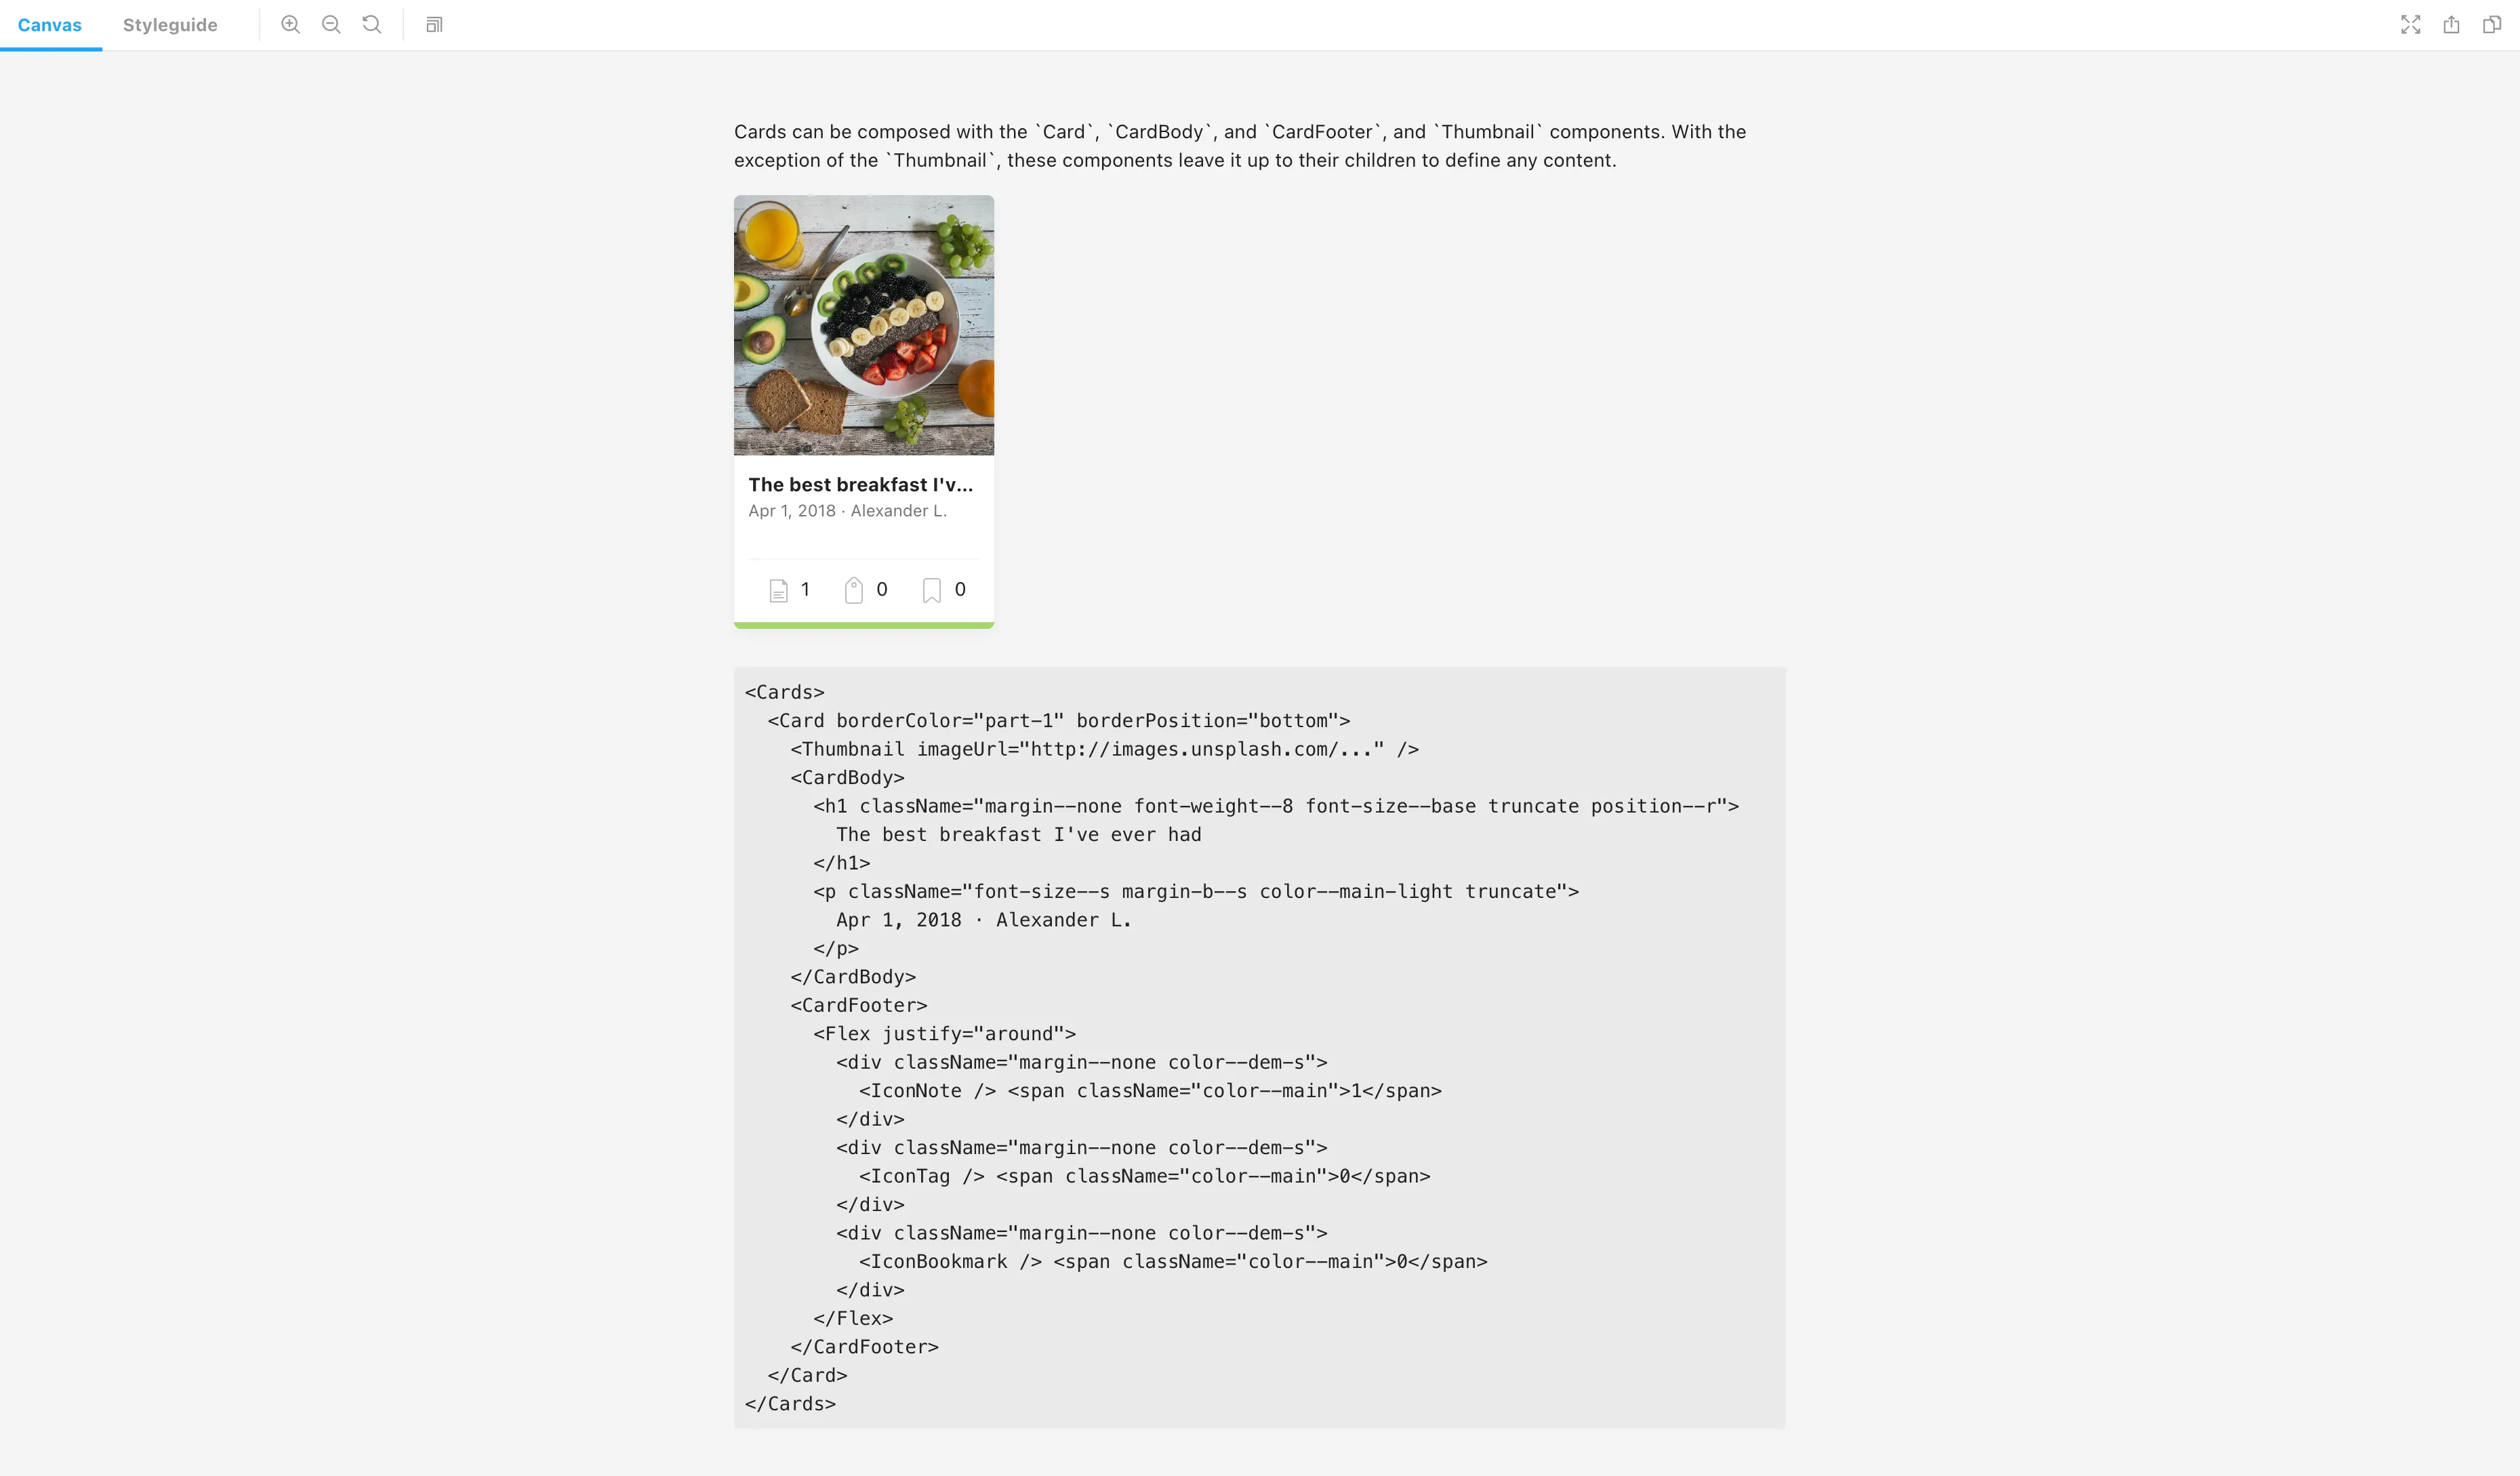 Canvas Styleguide
Cards can be composed with the `Card`, `CardBody`, and `CardFooter`, and `Thumbnail` components. With the
exception of the `Thumbnail`, these components leave it up to their children to define any content.
The best breakfast I'v...
Apr 1, 2018 · Alexander L.
1 0 0
<Cards>
  <Card borderColor="part-1" borderPosition="bottom">
    <Thumbnail imageUrl="http://images.unsplash.com/..." />
    <CardBody>
      <h1 className="margin--none font-weight--8 font-size--base truncate position--r">
        The best breakfast I've ever had
      </h1>
      <p className="font-size--s margin-b--s color--main-light truncate">
        Apr 1, 2018 · Alexander L.
      </p>
    </CardBody>
    <CardFooter>
      <Flex justify="around">
        <div className="margin--none color--dem-s">
          <IconNote /> <span className="color--main">1</span>
        </div>
        <div className="margin--none color--dem-s">
          <IconTag /> <span className="color--main">0</span>
        </div>
        <div className="margin--none color--dem-s">
          <IconBookmark /> <span className="color--main">0</span>
        </div>
      </Flex>
    </CardFooter>
  </Card>
</Cards>